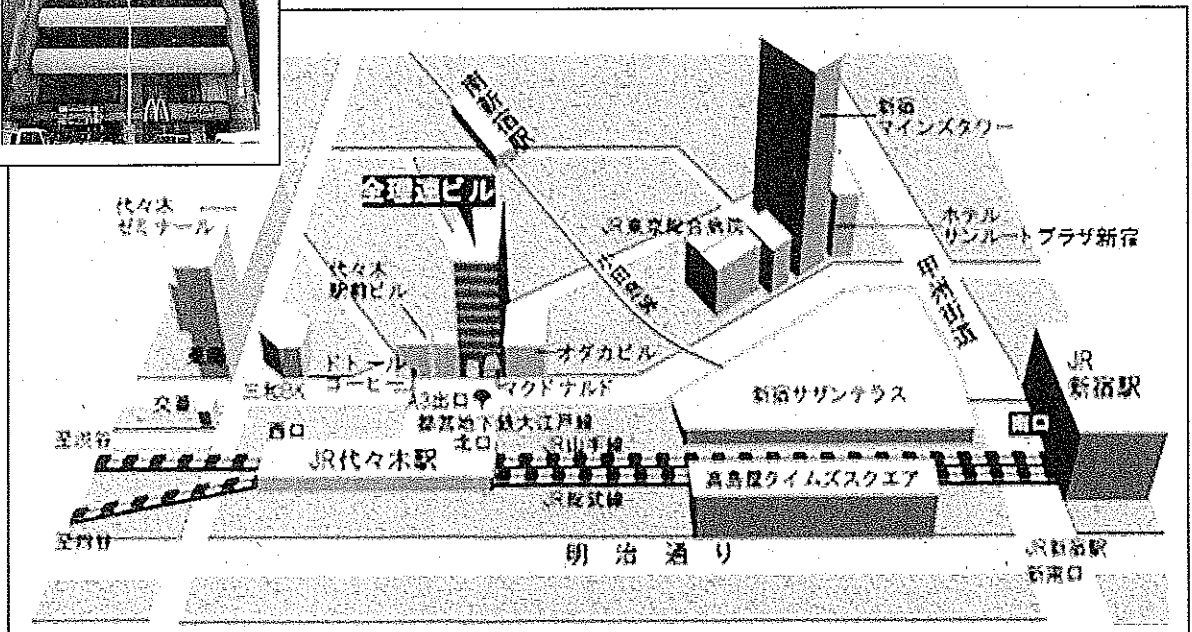 南新宿駅
新宿
マインズタワー
全理連ビル
代々木
ゼミナール
JR東京総合病院
ホテル
サンルートプラザ新宿
代々木
駅前ビル
小田急線
甲州街道
オダカビル
ドトール
コーヒー
マクドナルド
新宿サザンテラス
JR
新宿駅
三和BK
A3出口
交番
都営地下鉄大江戸線
至渋谷
西口
北口
JR山手線
南口
JR代々木駅
高島屋タイムズスクエア
JR総武線
至四谷
明治通り
JR新宿駅
新南口